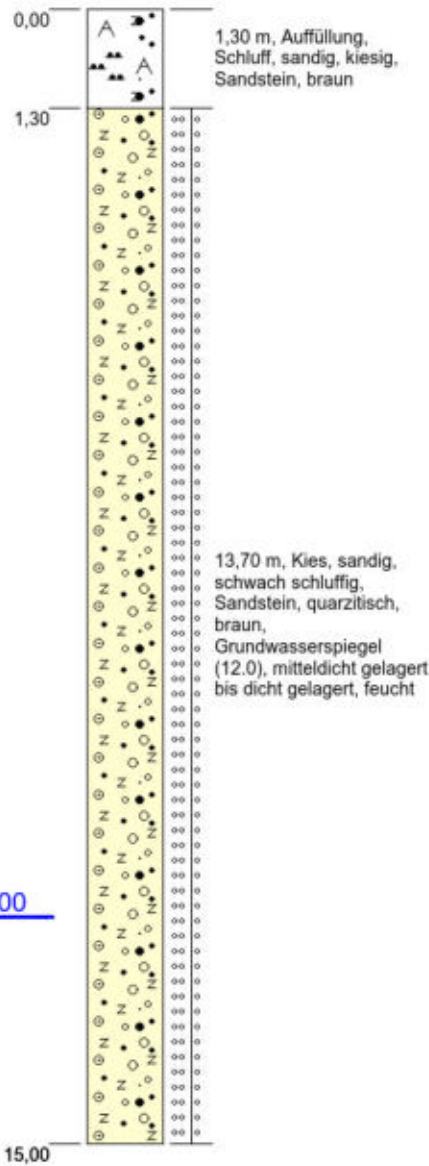 0,00
1,30 m, Auffüllung,
Schluff, sandig, kiesig,
Sandstein, braun
1,30
13,70 m, Kies, sandig,
schwach schluffig,
Sandstein, quarzitisch,
braun,
Grundwasserspiegel
(12.0), mitteldicht gelagert
bis dicht gelagert, feucht
00
15,00